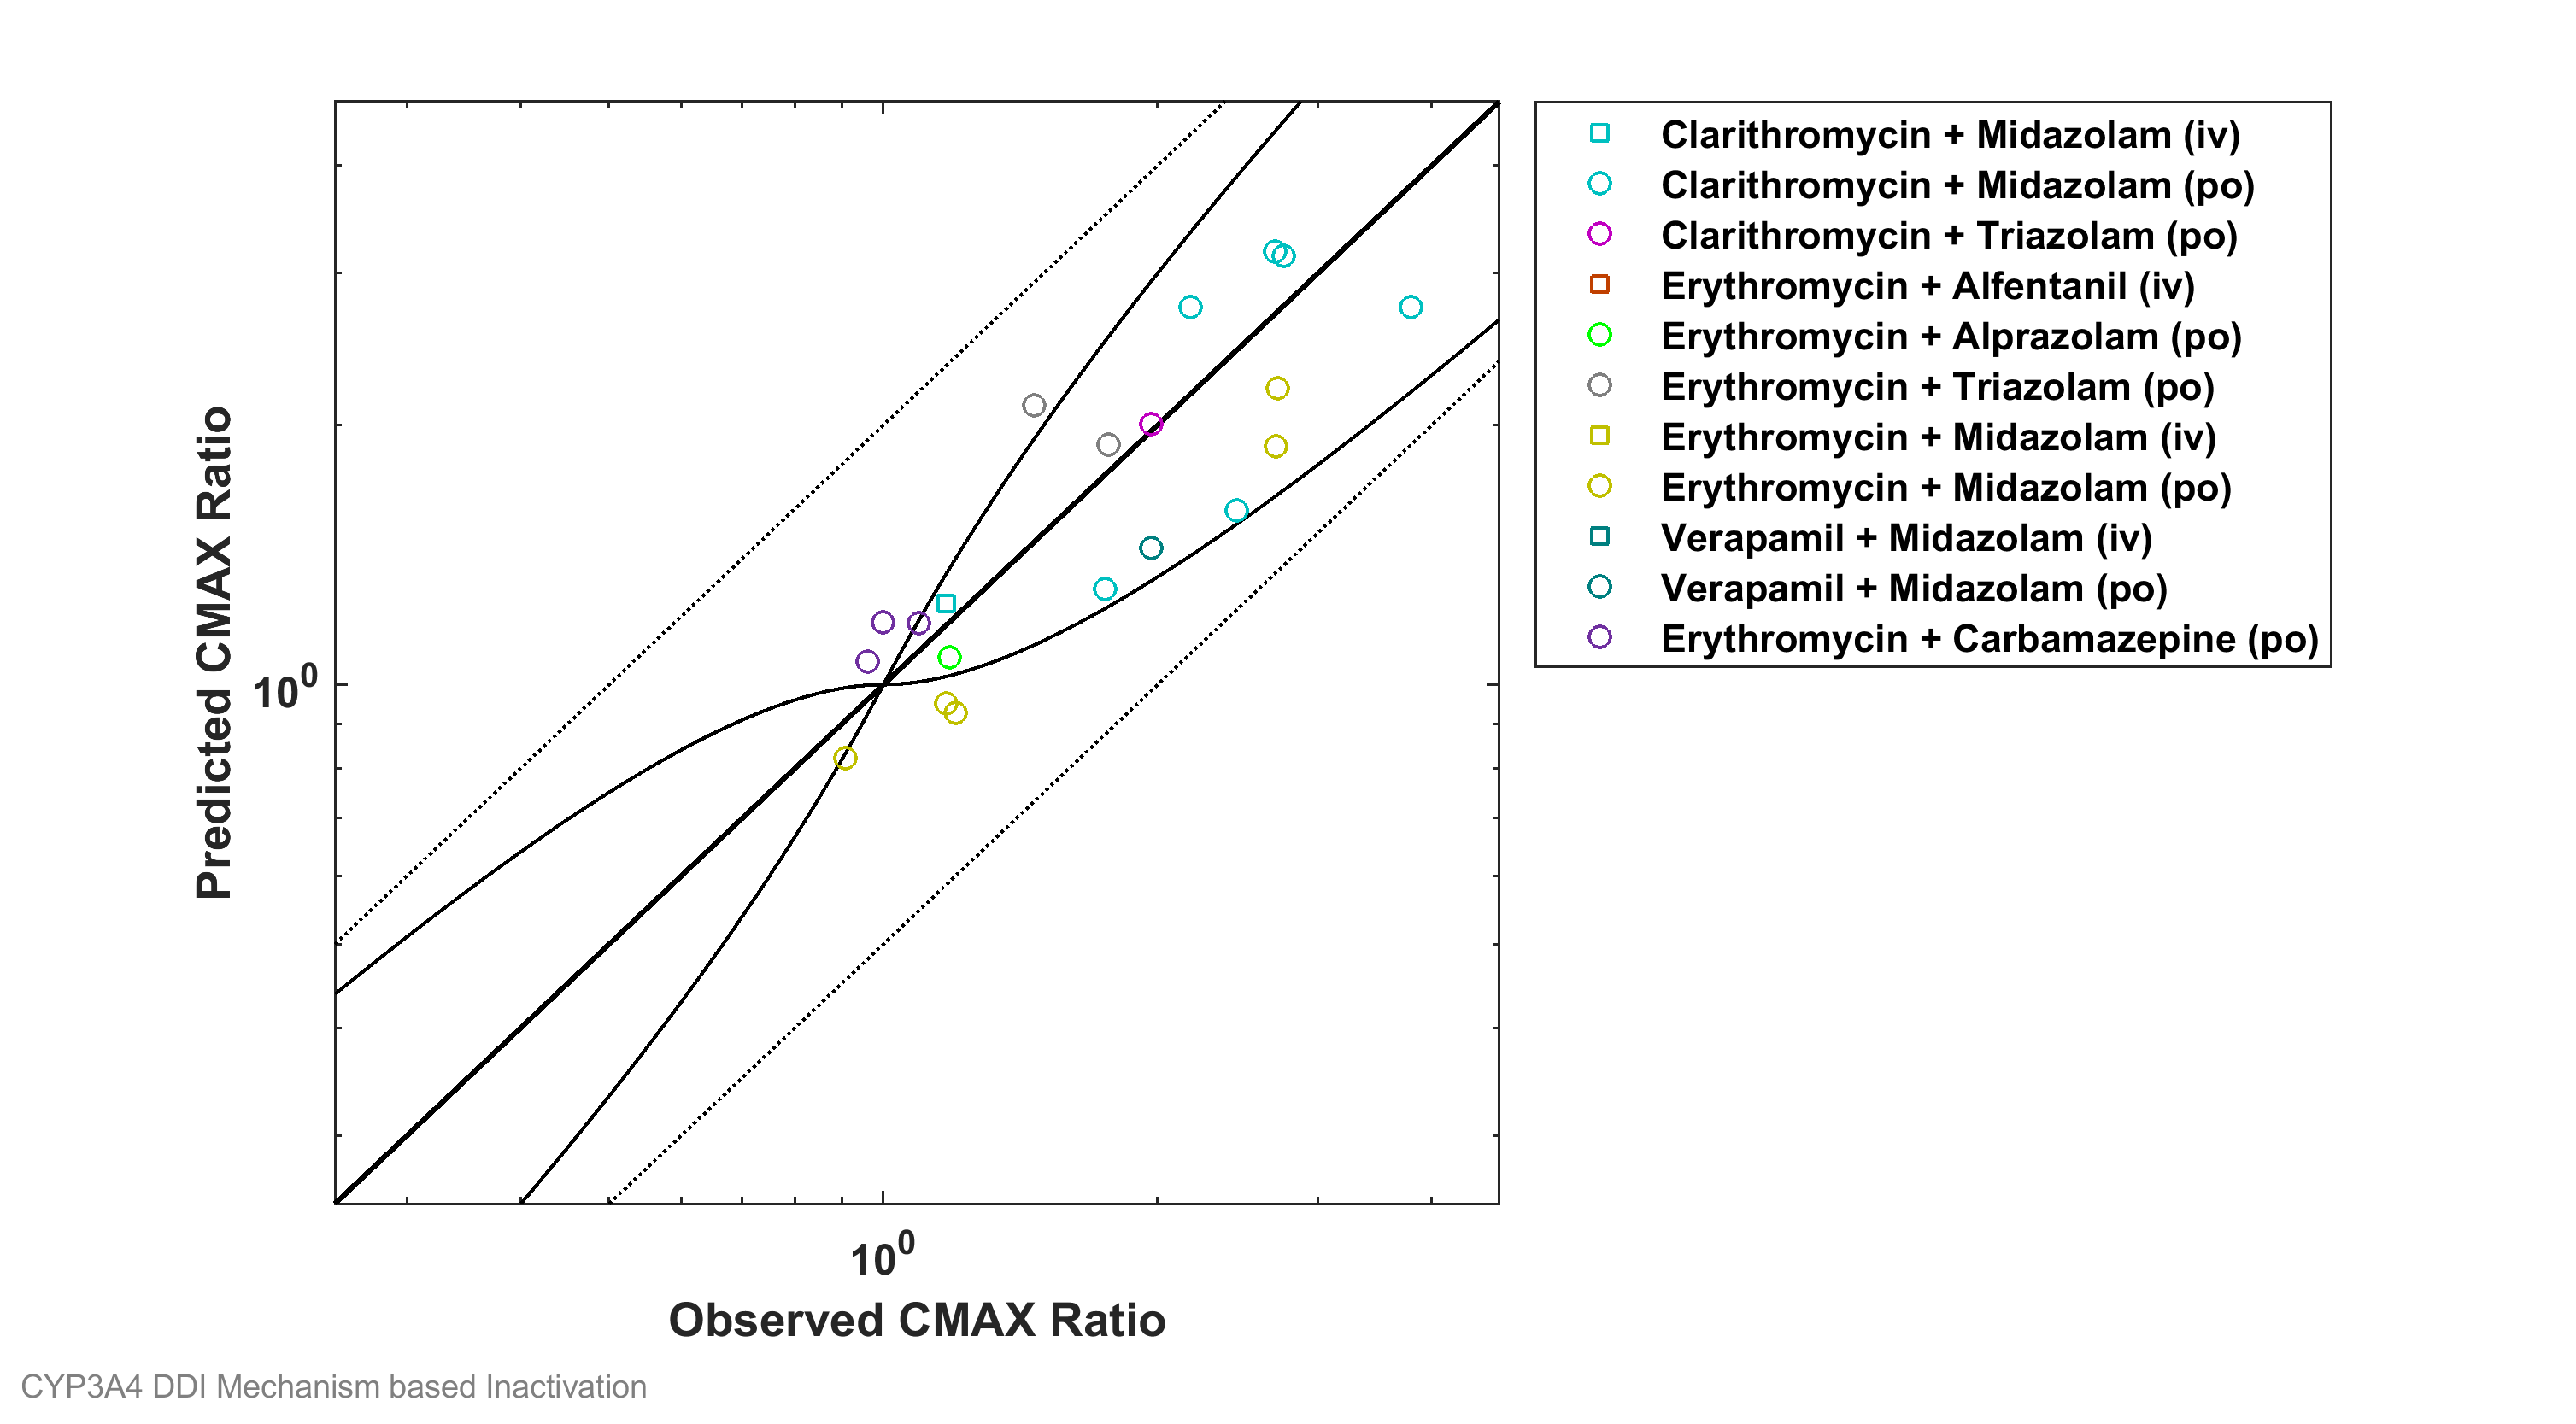 Clarithromycin + Midazolam (iv)
Clarithromycin + Midazolam (po)
Clarithromycin + Triazolam (po)
Erythromycin + Alfentanil (iv)
Erythromycin + Alprazolam (po)
Erythromycin + Triazolam (po)
Erythromycin + Midazolam (iv)
Erythromycin + Midazolam (po)
Verapamil + Midazolam (iv)
Verapamil + Midazolam (po)
Erythromycin + Carbamazepine (po)
Predicted CMAX Ratio
10⁰
10⁰
Observed CMAX Ratio
CYP3A4 DDI Mechanism based Inactivation